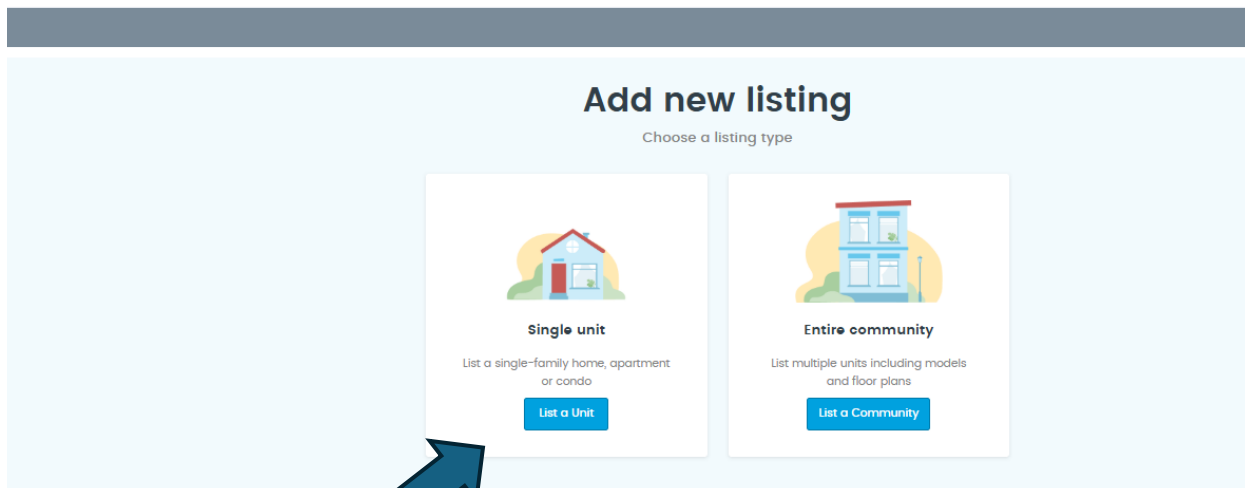 Add new listing
Choose a listing type
Single unit
List a single-family home, apartment
or condo
List a Unit
Entire community
List multiple units including models
and floor plans
List a Community